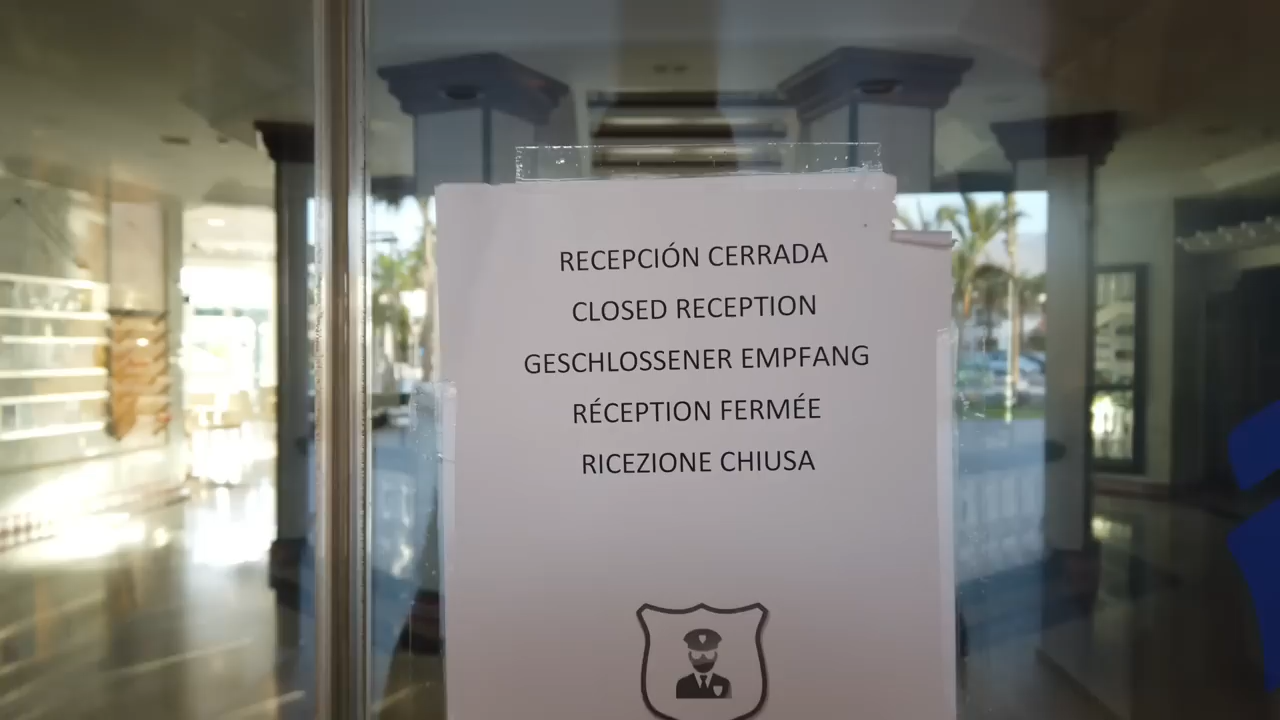 RECEPCIÓN CERRADA
CLOSED RECEPTION
GESCHLOSSENER EMPFANG
RÉCEPTION FERMÉE
RICEZIONE CHIUSA